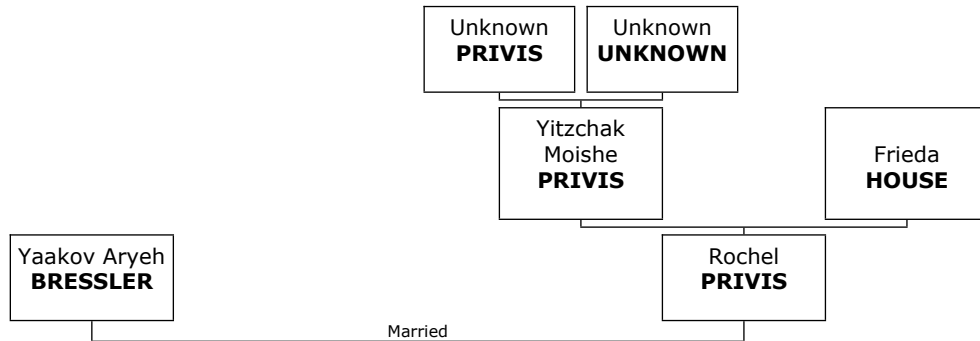 Unknown
PRIVIS
Unknown
UNKNOWN
Yitzchak
Moishe
PRIVIS
Frieda
HOUSE
Yaakov Aryeh
BRESSLER
Rochel
PRIVIS
Married